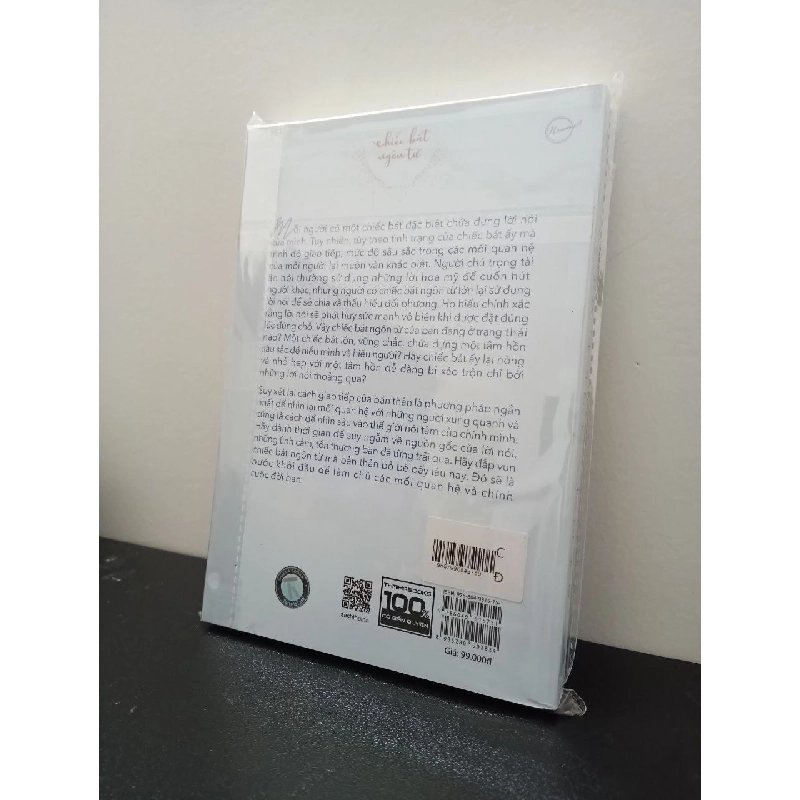 chiếc bát
ngôn từ
Mỗi người có một chiếc bát đặc biệt chứa đựng lời nói
của mình. Tuy nhiên, tùy theo tình trạng của chiếc bát ấy mà
trình độ giao tiếp, mức độ sâu sắc trong các mối quan hệ
của mỗi người lại muôn vàn khác biệt. Người chú trọng tài
ăn nói thường sử dụng những lời hoa mỹ để cuốn hút
người khác, nhưng người có chiếc bát ngôn từ lớn lại sử dụng
lời nói để sẻ chia và thấu hiểu đối phương. Họ hiểu chính xác
rằng lời nói sẽ phát huy sức mạnh vô biên khi được đặt đúng
lúc đúng chỗ. Vậy chiếc bát ngôn từ của bạn đang ở trạng thái
nào? Một chiếc bát lớn, vững chắc, chứa đựng một tâm hồn
sâu sắc để hiểu mình và hiểu người? Hay chiếc bát ấy lại nông
và nhỏ hẹp với một tâm hồn dễ dàng bị xáo trộn chỉ bởi
những lời nói thoảng qua?
Suy xét lại cách giao tiếp của bản thân là phương pháp ngắn
nhất để nhìn lại mối quan hệ với những người xung quanh và
cũng là cách để nhìn sâu vào thế giới nội tâm của chính mình.
Hãy dành thời gian để suy ngẫm về nguồn gốc của lời nói,
những tình cảm, tổn thương bạn đã từng trải qua. Hãy đắp vun
chiếc bát ngôn từ mà bản thân bỏ bê bấy lâu nay. Đó sẽ là
bước khởi đầu để làm chủ các mối quan hệ và chính
cuộc đời bạn.
C
Đ
100%
CÓ BẢN QUYỀN
Giá: 99.000đ